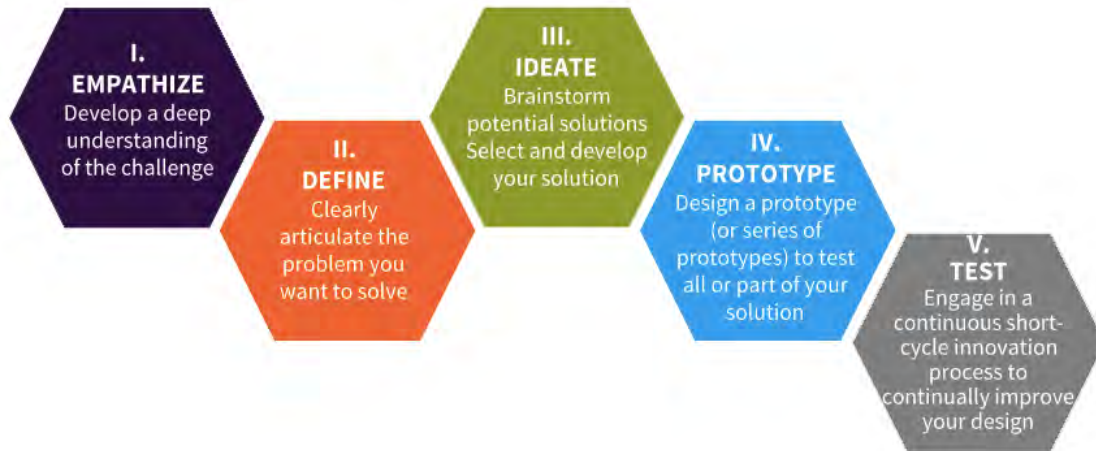 I.
EMPATHIZE
Develop a deep
understanding
of the challenge
II.
DEFINE
Clearly
articulate the
problem you
want to solve
III.
IDEATE
Brainstorm
potential solutions
Select and develop
your solution
IV.
PROTOTYPE
Design a prototype
(or series of
prototypes) to test
all or part of your
solution
V.
TEST
Engage in a
continuous short-
cycle innovation
process to
continually improve
your design